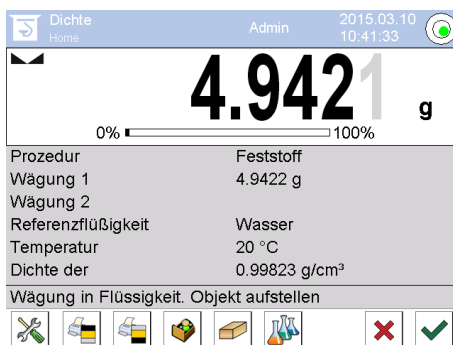 Dichte
Home
Admin
2015.03.10
10:41:33
4.9421 g
0% 100%
Prozedur Feststoff
Wägung 1 4.9422 g
Wägung 2
Referenzflüßigkeit Wasser
Temperatur 20 °C
Dichte der 0.99823 g/cm³
Wägung in Flüssigkeit. Objekt aufstellen